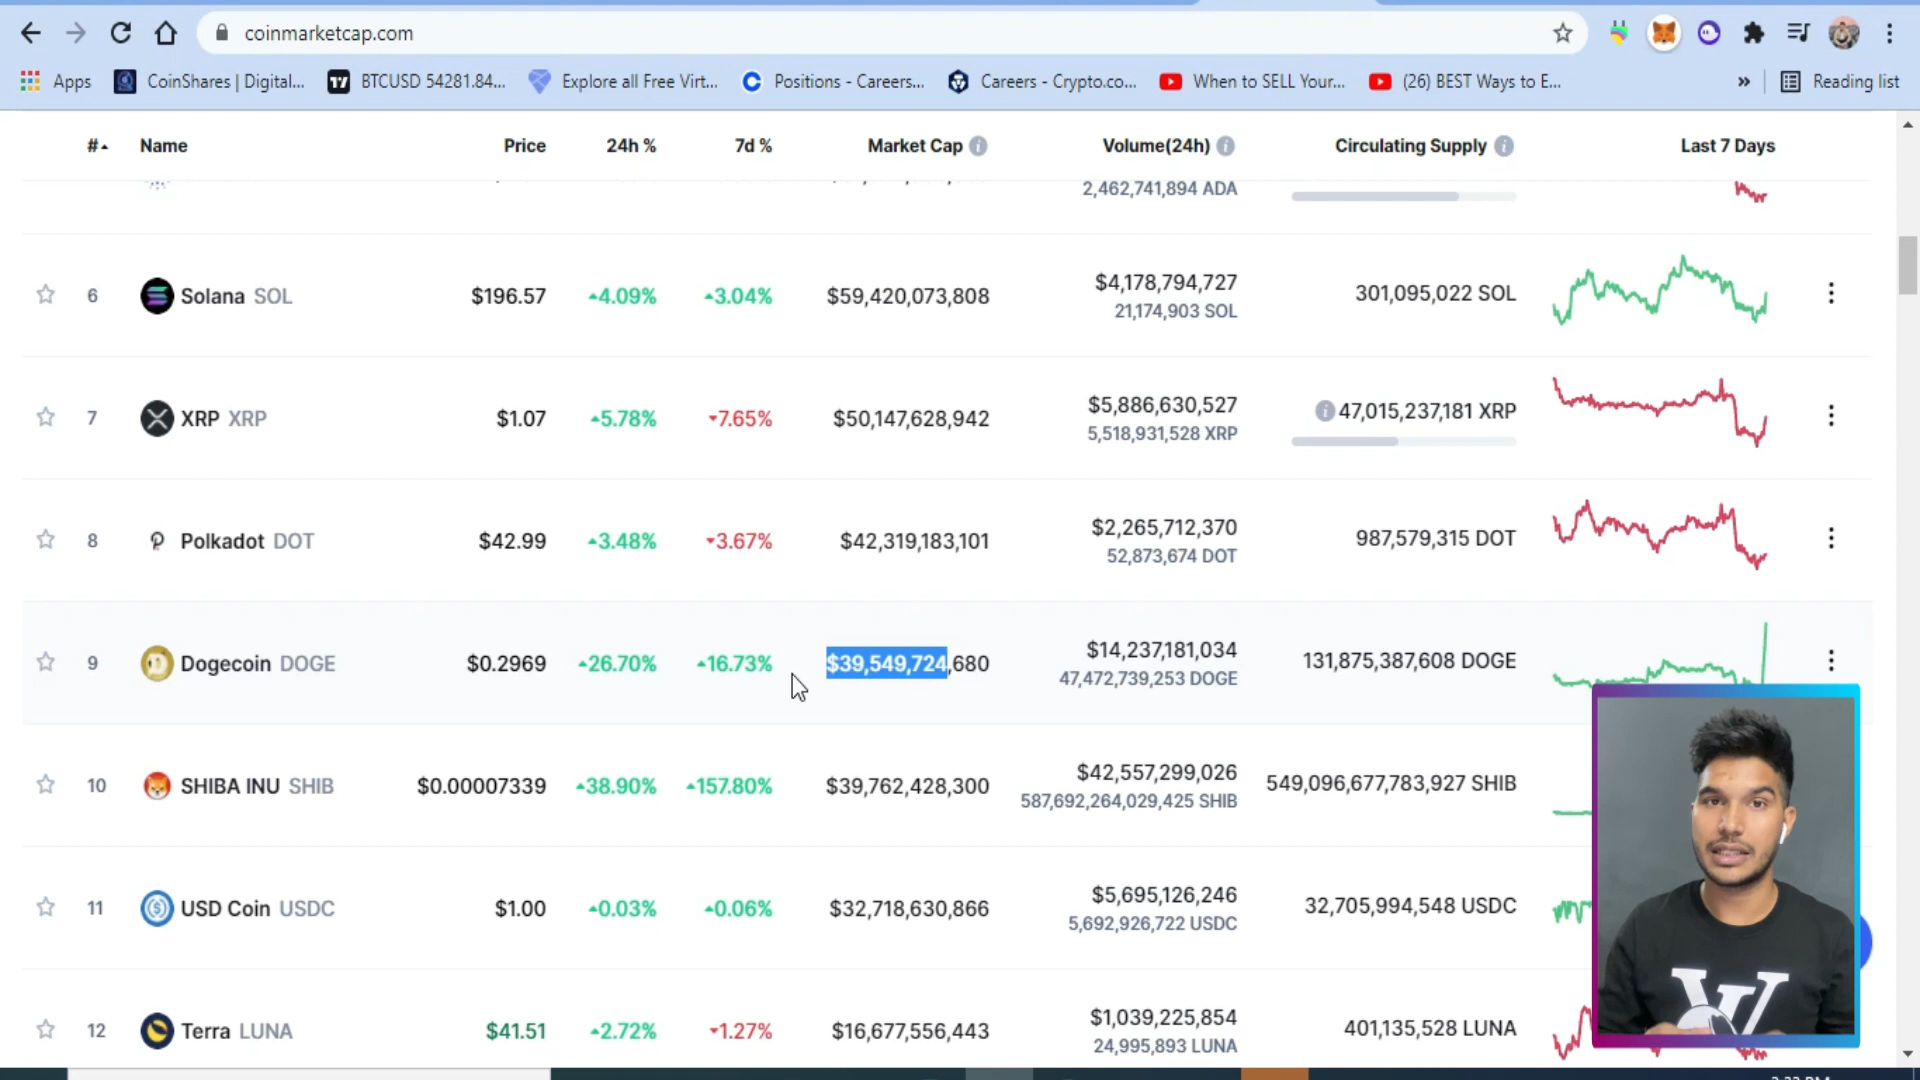 coinmarketcap.com
Apps CoinShares | Digital... BTCUSD 54281.84... Explore all Free Virt... Positions - Careers... Careers - Crypto.co... When to SELL Your... (26) BEST Ways to E... » Reading list
# Name Price 24h % 7d % Market Cap Volume(24h) Circulating Supply Last 7 Days
2,462,741,894 ADA
6 Solana SOL $196.57 4.09% 3.04% $59,420,073,808 $4,178,794,727 301,095,022 SOL
21,174,903 SOL
7 XRP XRP $1.07 5.78% 7.65% $50,147,628,942 $5,886,630,527 47,015,237,181 XRP
5,518,931,528 XRP
8 Polkadot DOT $42.99 3.48% 3.67% $42,319,183,101 $2,265,712,370 987,579,315 DOT
52,873,674 DOT
9 Dogecoin DOGE $0.2969 26.70% 16.73% $39,549,724,680 $14,237,181,034 131,875,387,608 DOGE
47,472,739,253 DOGE
10 SHIBA INU SHIB $0.00007339 38.90% 157.80% $39,762,428,300 $42,557,299,026 549,096,677,783,927 SHIB
587,692,264,029,425 SHIB
11 USD Coin USDC $1.00 0.03% 0.06% $32,718,630,866 $5,695,126,246 32,705,994,548 USDC
5,692,926,722 USDC
12 Terra LUNA $41.51 2.72% 1.27% $16,677,556,443 $1,039,225,854 401,135,528 LUNA
24,995,893 LUNA